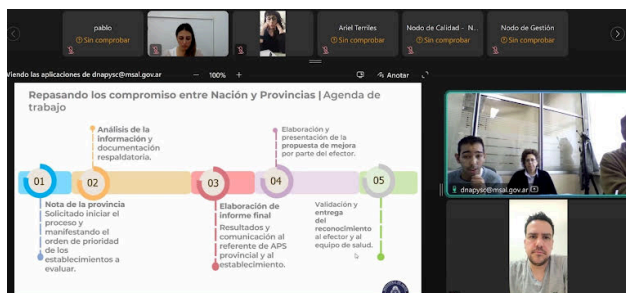 pablo
Sin comprobar
Ariel Terriles
Sin comprobar
Nodo de Calidad - N...
Sin comprobar
Nodo de Gestión
Sin comprobar
Viendo las aplicaciones de dnapysc@msal.gov.ar
100%
Anotar
Repasando los compromiso entre Nación y Provincias | Agenda de
trabajo
Análisis de la
información y
documentación
respaldatoria.
Elaboración y
presentación de la
propuesta de mejora
por parte del efector.
01
02
03
04
05
Nota de la provincia
Solicitado iniciar el
proceso y
manifestando el
orden de prioridad
de los
establecimientos a
evaluar.
Elaboración de
informe final
Resultados y
comunicación al
referente de APS
provincial y al
establecimiento.
Validación y
entrega
del
reconocimiento
al efector y al
equipo de salud.
dnapysc@msal.gov.ar